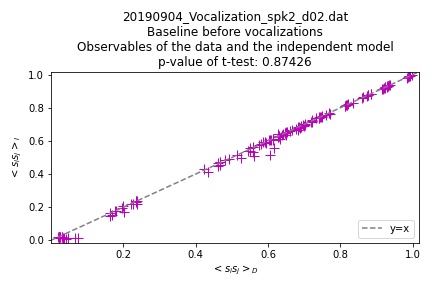 20190904_Vocalization_spk2_d02.dat
Baseline before vocalizations
Observables of the data and the independent model
p-value of t-test: 0.87426
1.0
0.8
0.6
0.4
0.2
0.0
< s_i s_j >_I
y=x
0.2 0.4 0.6 0.8 1.0
< s_i s_j >_D